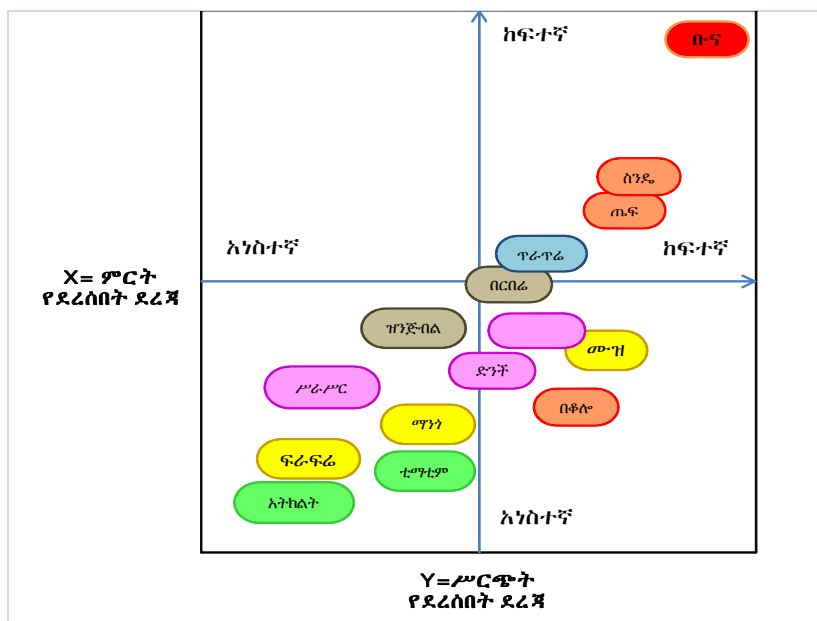 ከፍተኛ
ቡና
ስንዴ
ጤፍ
አነስተኛ
ጥራጥሬ
ከፍተኛ
X= ምርት
የደረሰበት ደረጃ
በርበሬ
ዝንጅብል
ሙዝ
ድንች
ሥራሥር
በቆሎ
ማንጎ
ፍራፍሬ
ቲማቲም
አትክልት
አነስተኛ
Y=ሥርጭት
የደረሰበት ደረጃ